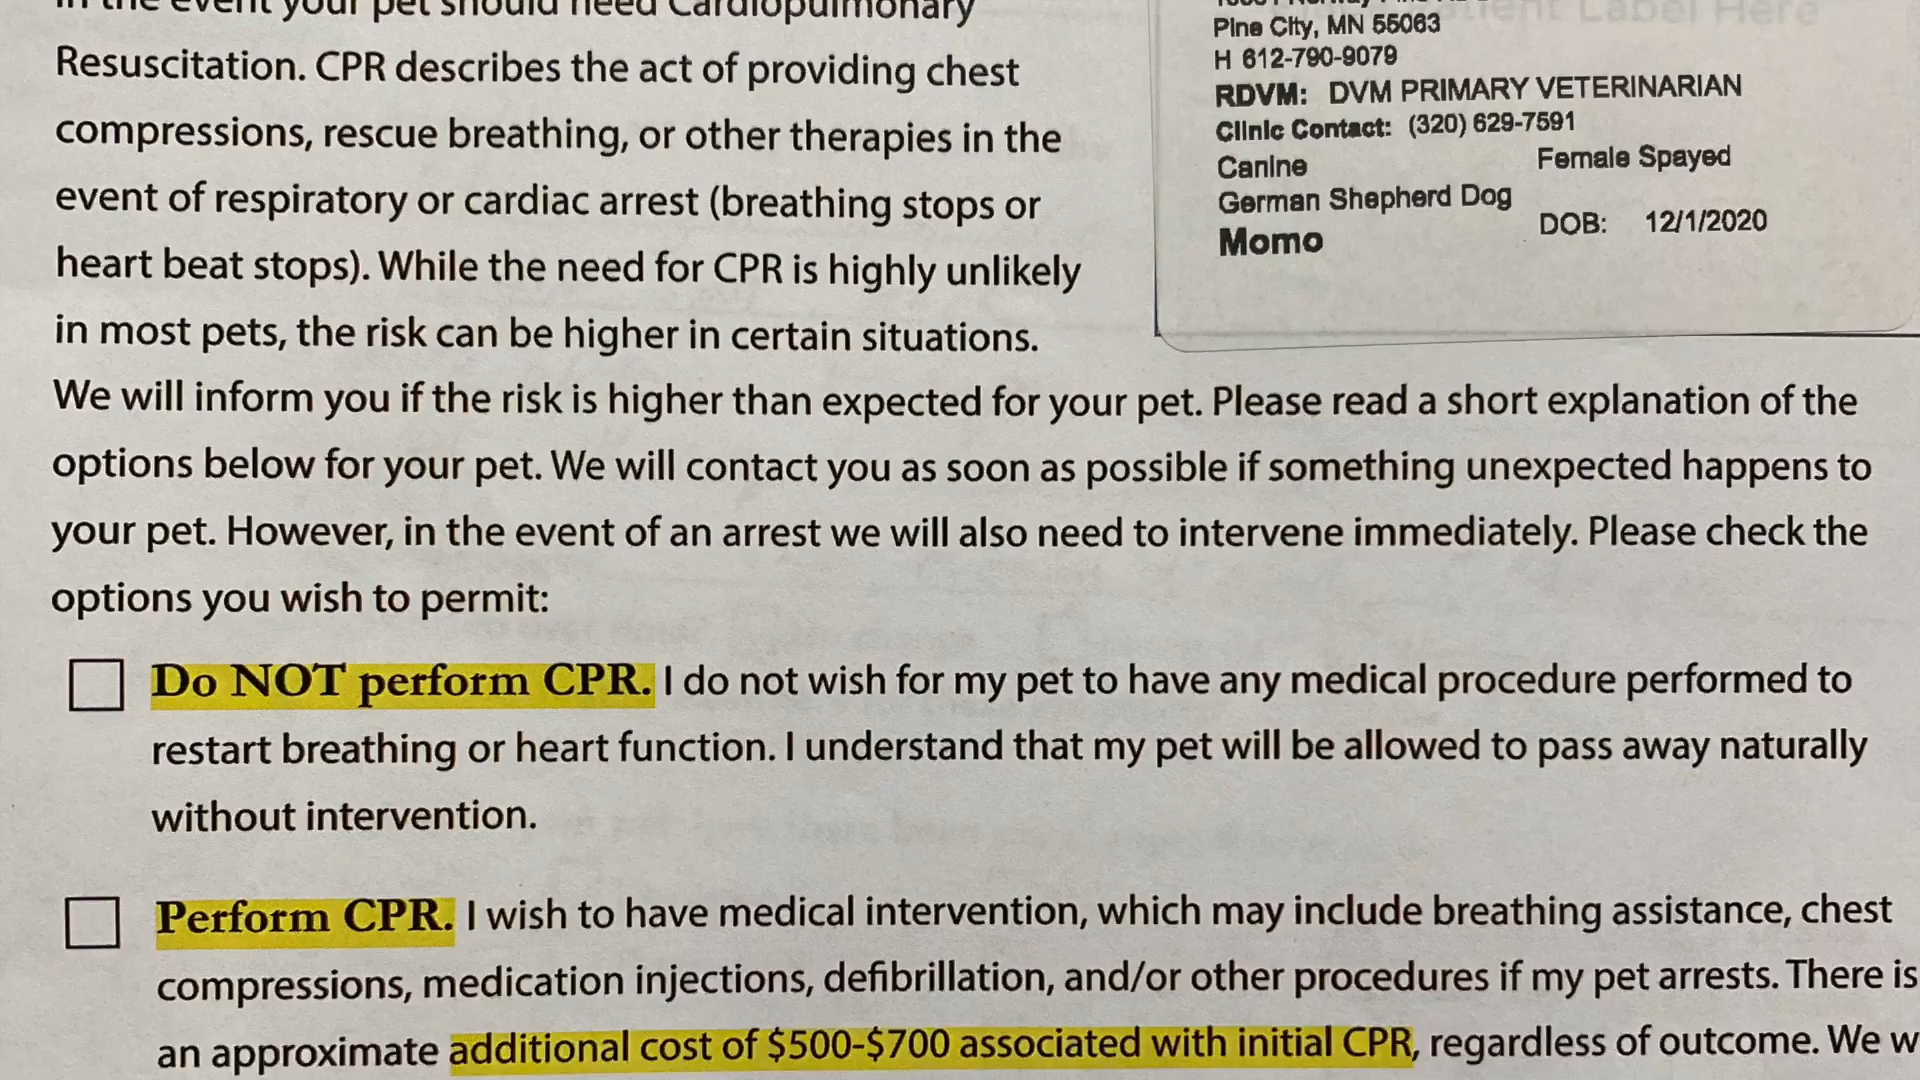 in the event your pet should need Cardiopulmonary
Resuscitation. CPR describes the act of providing chest
compressions, rescue breathing, or other therapies in the
event of respiratory or cardiac arrest (breathing stops or
heart beat stops). While the need for CPR is highly unlikely
in most pets, the risk can be higher in certain situations.
We will inform you if the risk is higher than expected for your pet. Please read a short explanation of the
options below for your pet. We will contact you as soon as possible if something unexpected happens to
your pet. However, in the event of an arrest we will also need to intervene immediately. Please check the
options you wish to permit:
Label Here
Pine City, MN 55063
H 612-790-9079
RDVM: DVM PRIMARY VETERINARIAN
Clinic Contact: (320) 629-7591
Canine Female Spayed
German Shepherd Dog
DOB: 12/1/2020
Momo
Do NOT perform CPR. I do not wish for my pet to have any medical procedure performed to
restart breathing or heart function. I understand that my pet will be allowed to pass away naturally
without intervention.
Perform CPR. I wish to have medical intervention, which may include breathing assistance, chest
compressions, medication injections, defibrillation, and/or other procedures if my pet arrests. There is
an approximate additional cost of $500-$700 associated with initial CPR, regardless of outcome. We w